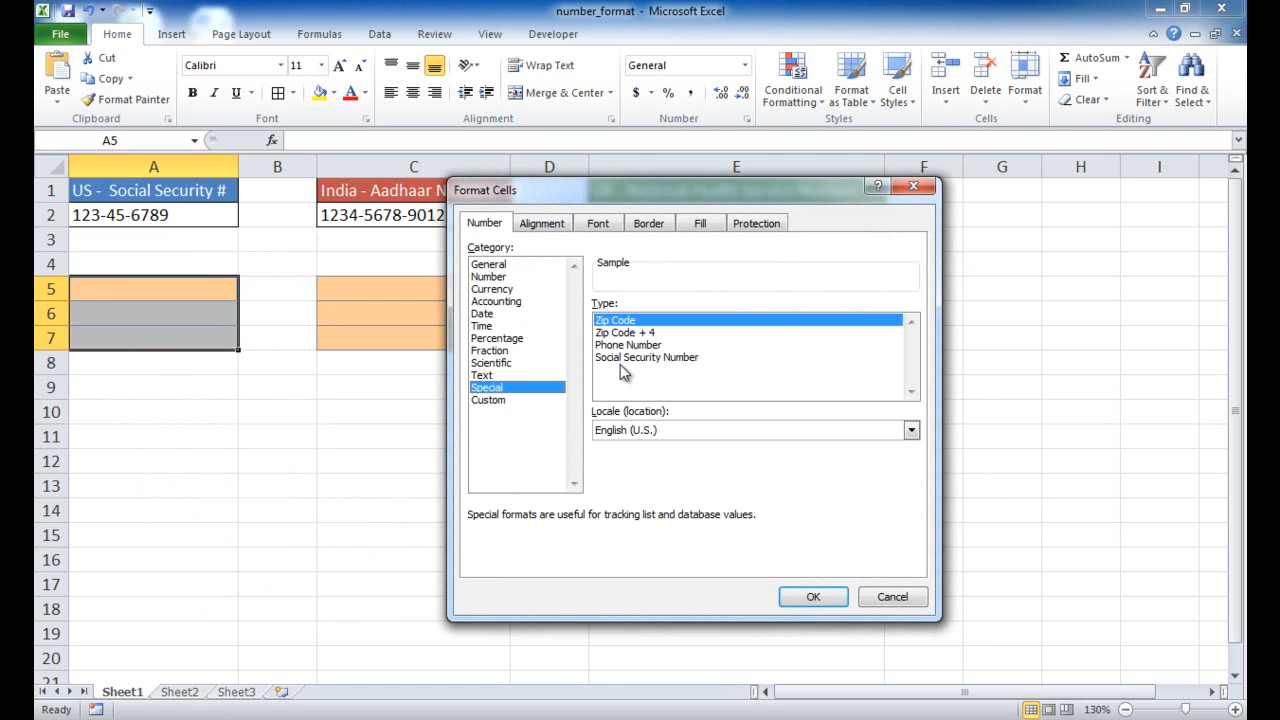 number_format - Microsoft Excel
File Home Insert Page Layout Formulas Data Review View Developer
Paste
Cut
Copy
Format Painter
Clipboard
Calibri 11
B I U
Font
Wrap Text
Merge & Center
Alignment
General
$ % ,
Number
Conditional Formatting
Format as Table
Cell Styles
Styles
Insert
Delete
Format
Cells
Σ AutoSum
Fill
Clear
Sort & Filter
Find & Select
Editing
A5 fx
A B C D E F G H I
1 US - Social Security # India - Aadhaar N
2 123-45-6789 1234-5678-9012
3
4
5
6
7
8
9
10
11
12
13
14
15
16
17
18
19
20
21
Format Cells
Number Alignment Font Border Fill Protection
Category:
General
Number
Currency
Accounting
Date
Time
Percentage
Fraction
Scientific
Text
Special
Custom
Sample
Type:
Zip Code
Zip Code + 4
Phone Number
Social Security Number
Locale (location):
English (U.S.)
Special formats are useful for tracking list and database values.
OK Cancel
Sheet1 Sheet2 Sheet3
Ready 130%